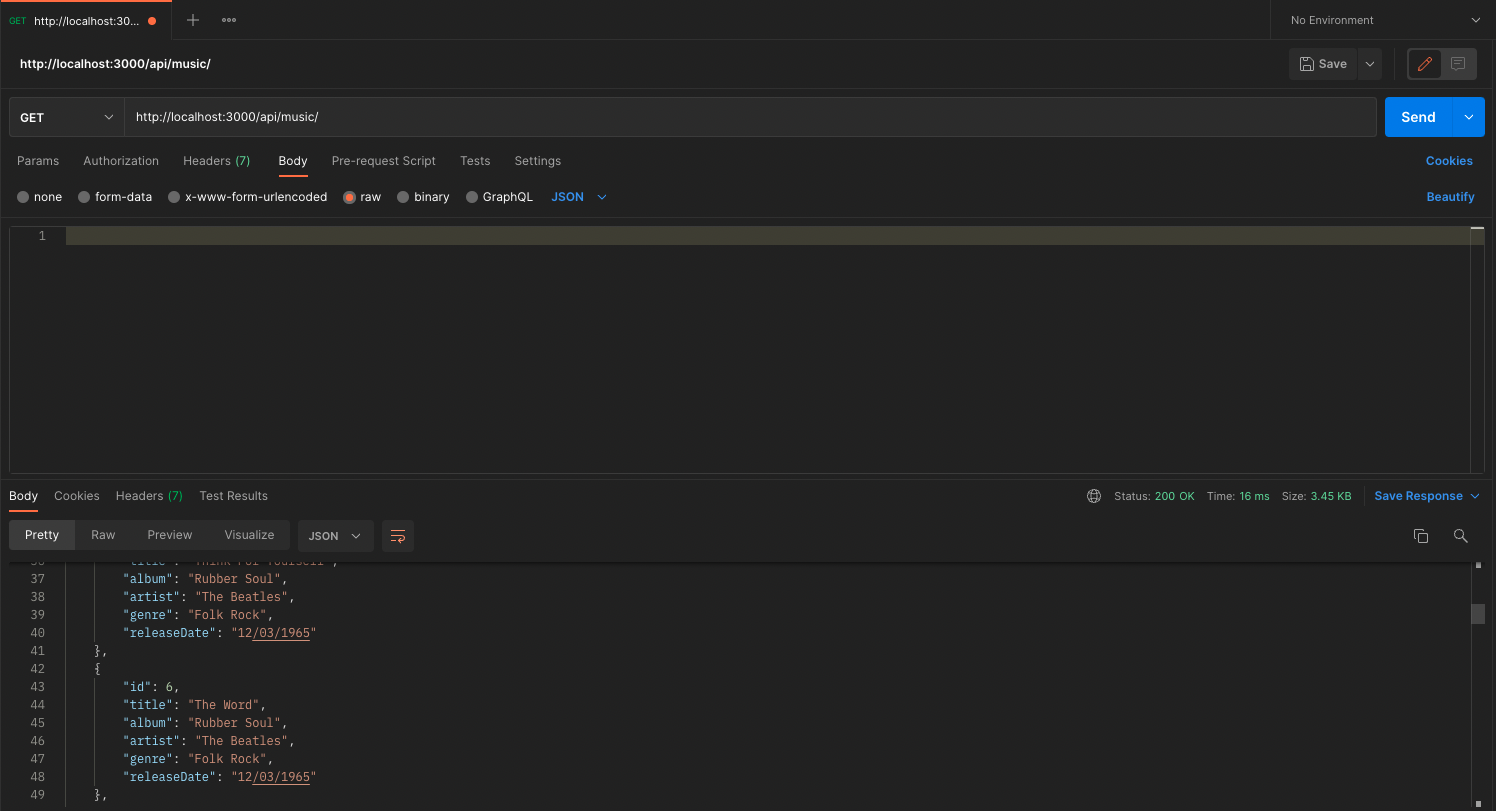 GET http://localhost:30...
No Environment
http://localhost:3000/api/music/
Save
GET http://localhost:3000/api/music/
Send
Params Authorization Headers (7) Body Pre-request Script Tests Settings Cookies
none form-data x-www-form-urlencoded raw binary GraphQL JSON Beautify
1
Body Cookies Headers (7) Test Results Status: 200 OK Time: 16 ms Size: 3.45 KB Save Response
Pretty Raw Preview Visualize JSON
36 "title": "Think For Yourself",
37 "album": "Rubber Soul",
38 "artist": "The Beatles",
39 "genre": "Folk Rock",
40 "releaseDate": "12/03/1965"
41 },
42 {
43 "id": 6,
44 "title": "The Word",
45 "album": "Rubber Soul",
46 "artist": "The Beatles",
47 "genre": "Folk Rock",
48 "releaseDate": "12/03/1965"
49 },